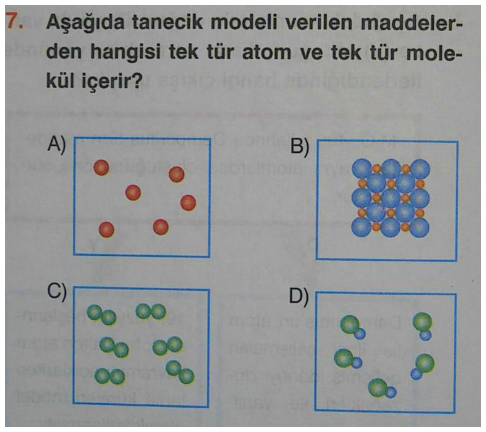 7. Aşağıda tanecik modeli verilen maddeler-
den hangisi tek tür atom ve tek tür mole-
kül içerir?
A)
B)
C)
D)